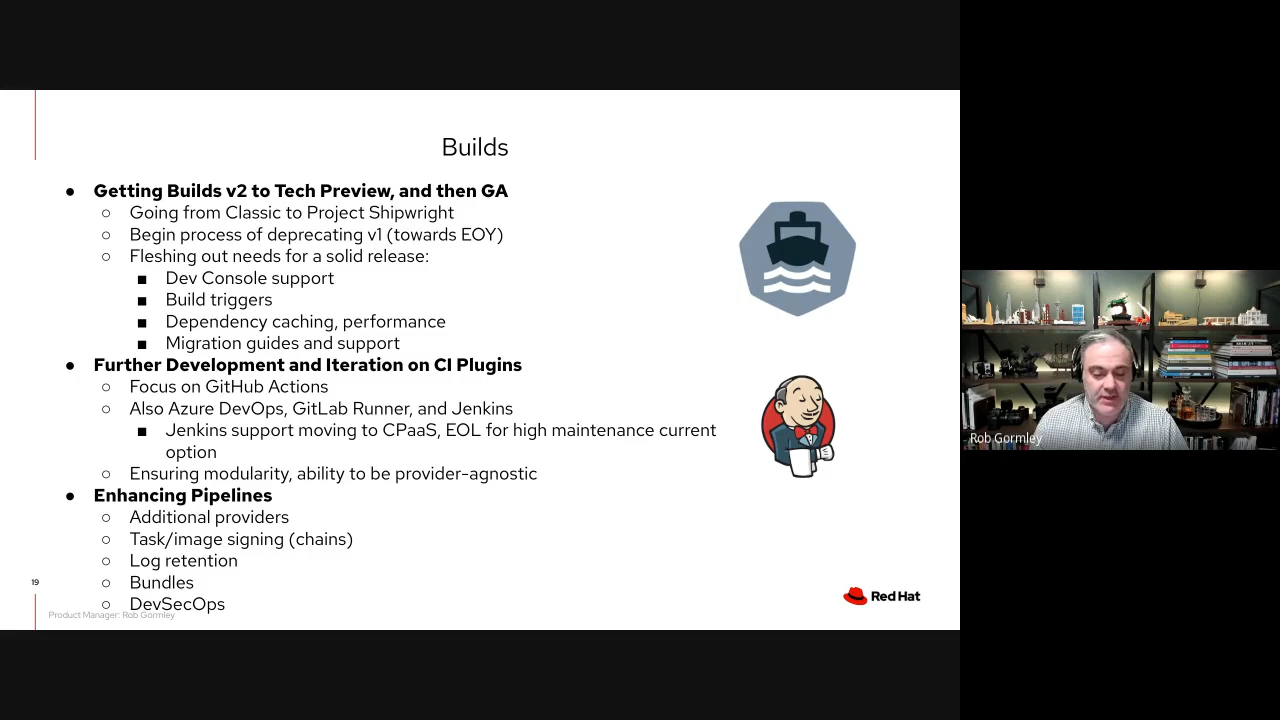 Builds
● Getting Builds v2 to Tech Preview, and then GA
○ Going from Classic to Project Shipwright
○ Begin process of deprecating v1 (towards EOY)
○ Fleshing out needs for a solid release:
■ Dev Console support
■ Build triggers
■ Dependency caching, performance
■ Migration guides and support
● Further Development and Iteration on CI Plugins
○ Focus on GitHub Actions
○ Also Azure DevOps, GitLab Runner, and Jenkins
■ Jenkins support moving to CPaaS, EOL for high maintenance current
option
○ Ensuring modularity, ability to be provider-agnostic
● Enhancing Pipelines
○ Additional providers
○ Task/image signing (chains)
○ Log retention
○ Bundles
○ DevSecOps
19
Product Manager: Rob Gormley
Red Hat
Rob Gormley